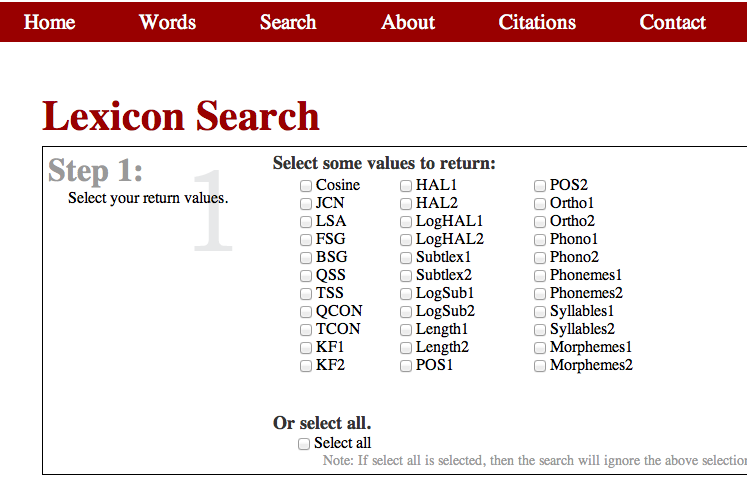 Home Words Search About Citations Contact
Lexicon Search
Step 1:
1
Select your return values.
Select some values to return:
Cosine HAL1 POS2
JCN HAL2 Ortho1
LSA LogHAL1 Ortho2
FSG LogHAL2 Phono1
BSG Subtlex1 Phono2
QSS Subtlex2 Phonemes1
TSS LogSub1 Phonemes2
QCON LogSub2 Syllables1
TCON Length1 Syllables2
KF1 Length2 Morphemes1
KF2 POS1 Morphemes2
Or select all.
Select all
Note: If select all is selected, then the search will ignore the above selection